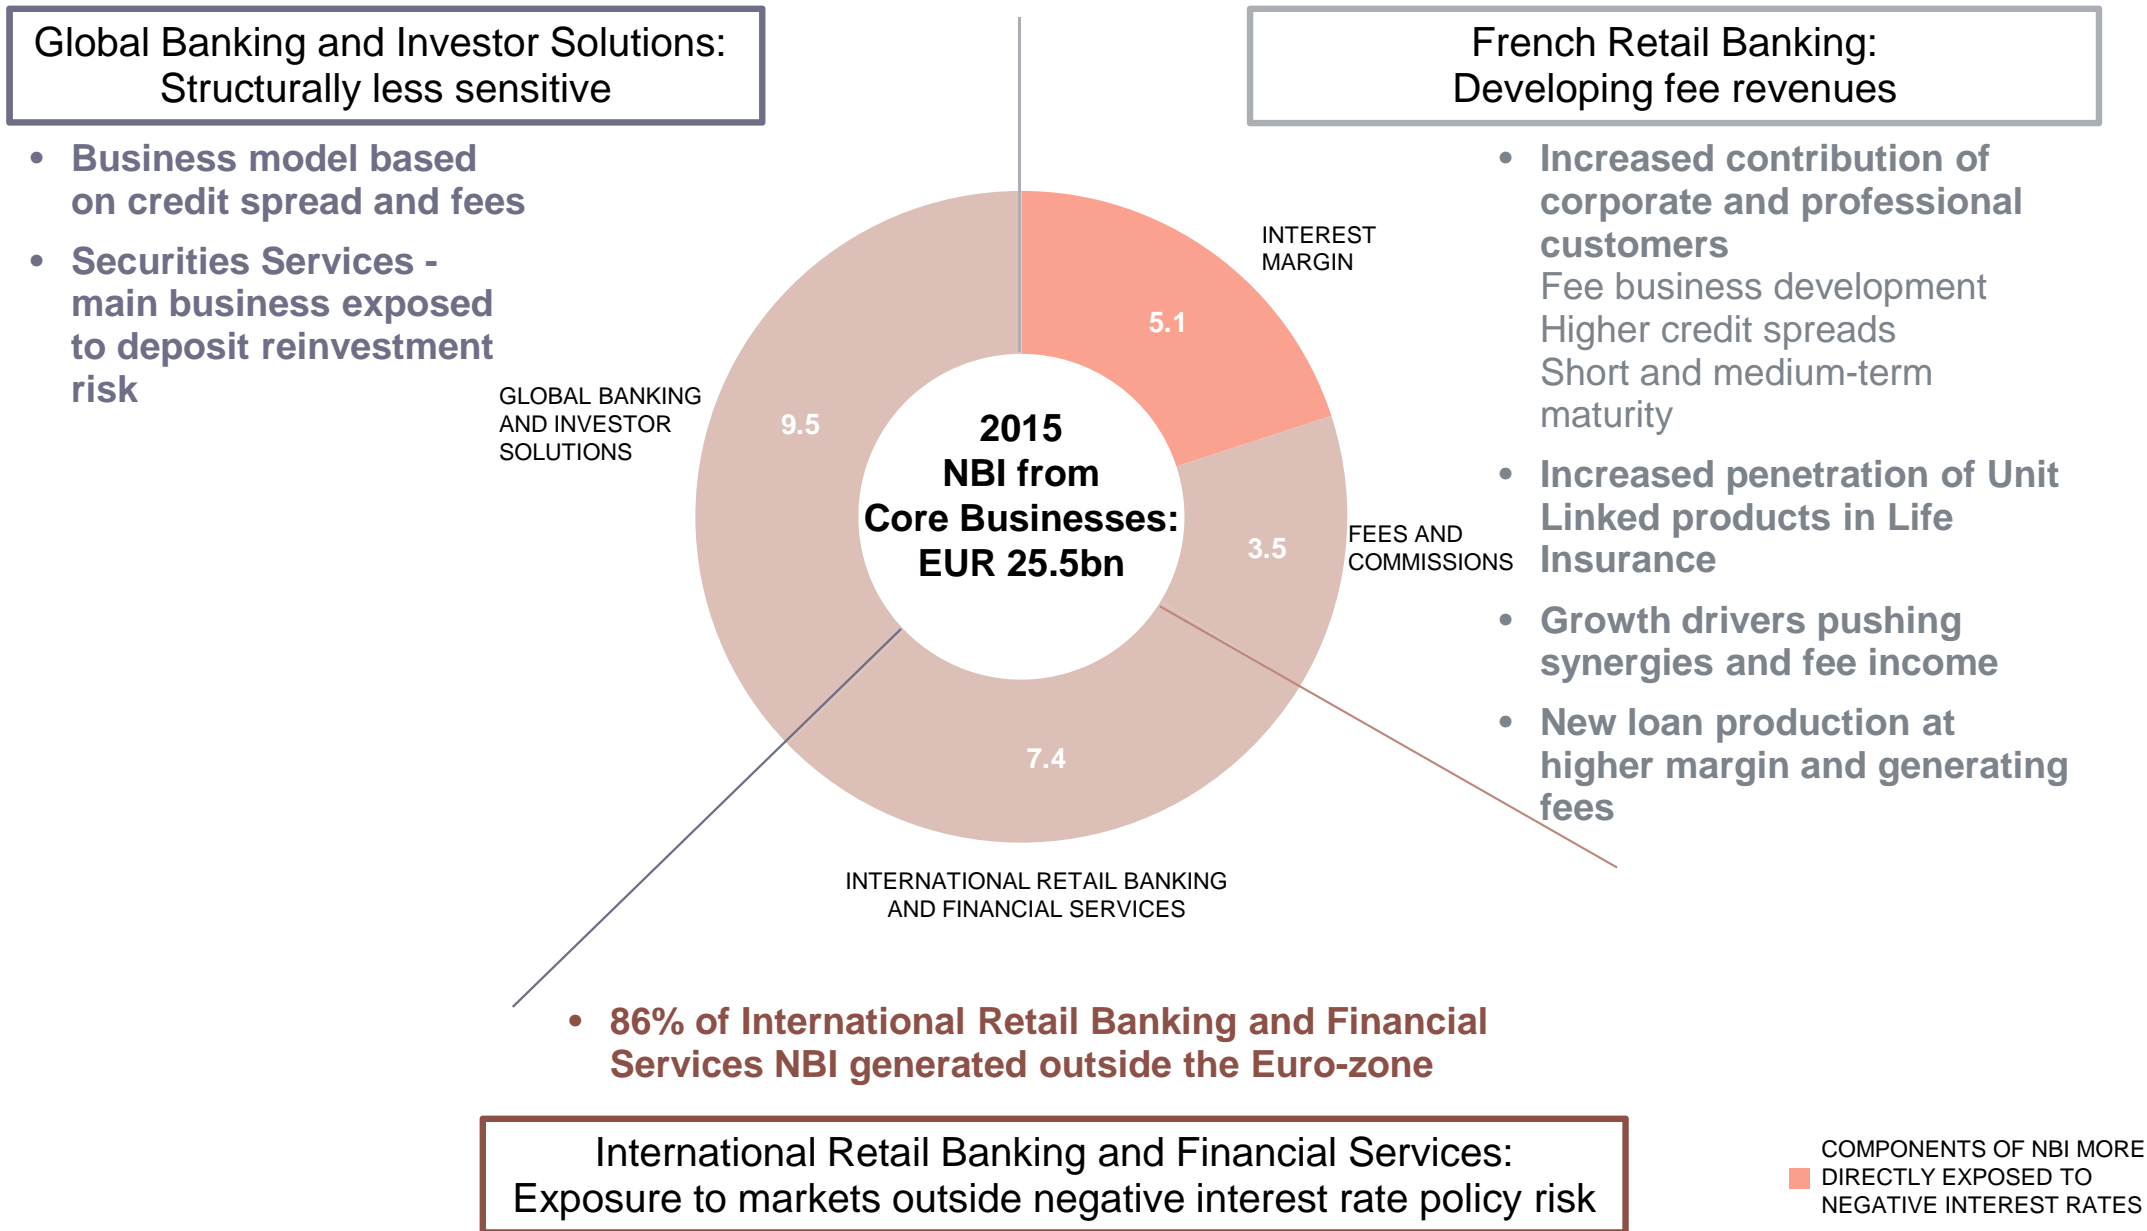 Global Banking and Investor Solutions:
Structurally less sensitive
• Business model based
on credit spread and fees
• Securities Services -
main business exposed
to deposit reinvestment
risk
French Retail Banking:
Developing fee revenues
• Increased contribution of
corporate and professional
customers
Fee business development
Higher credit spreads
Short and medium-term
maturity
• Increased penetration of Unit
Linked products in Life
Insurance
• Growth drivers pushing
synergies and fee income
• New loan production at
higher margin and generating
fees
INTEREST
MARGIN
5.1
GLOBAL BANKING
AND INVESTOR
SOLUTIONS
9.5
2015
NBI from
Core Businesses:
EUR 25.5bn
3.5
FEES AND
COMMISSIONS
7.4
INTERNATIONAL RETAIL BANKING
AND FINANCIAL SERVICES
• 86% of International Retail Banking and Financial
Services NBI generated outside the Euro-zone
International Retail Banking and Financial Services:
Exposure to markets outside negative interest rate policy risk
COMPONENTS OF NBI MORE
DIRECTLY EXPOSED TO
NEGATIVE INTEREST RATES